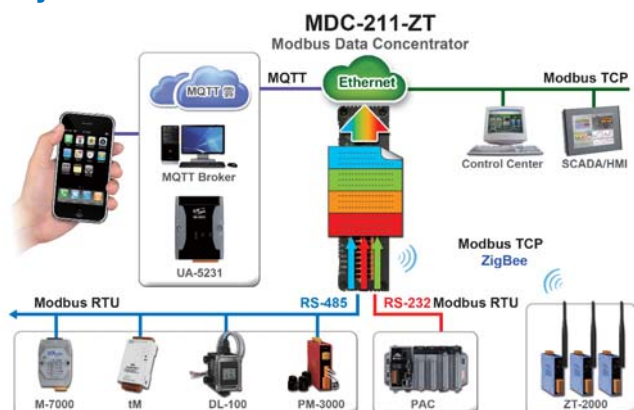 MDC-211-ZT
Modbus Data Concentrator
MQTT
Ethernet
Modbus TCP
MQTT 雲
MQTT Broker
Control Center
SCADA/HMI
UA-5231
Modbus TCP
ZigBee
Modbus RTU
RS-485
RS-232 Modbus RTU
M-7000
tM
DL-100
PM-3000
PAC
ZT-2000